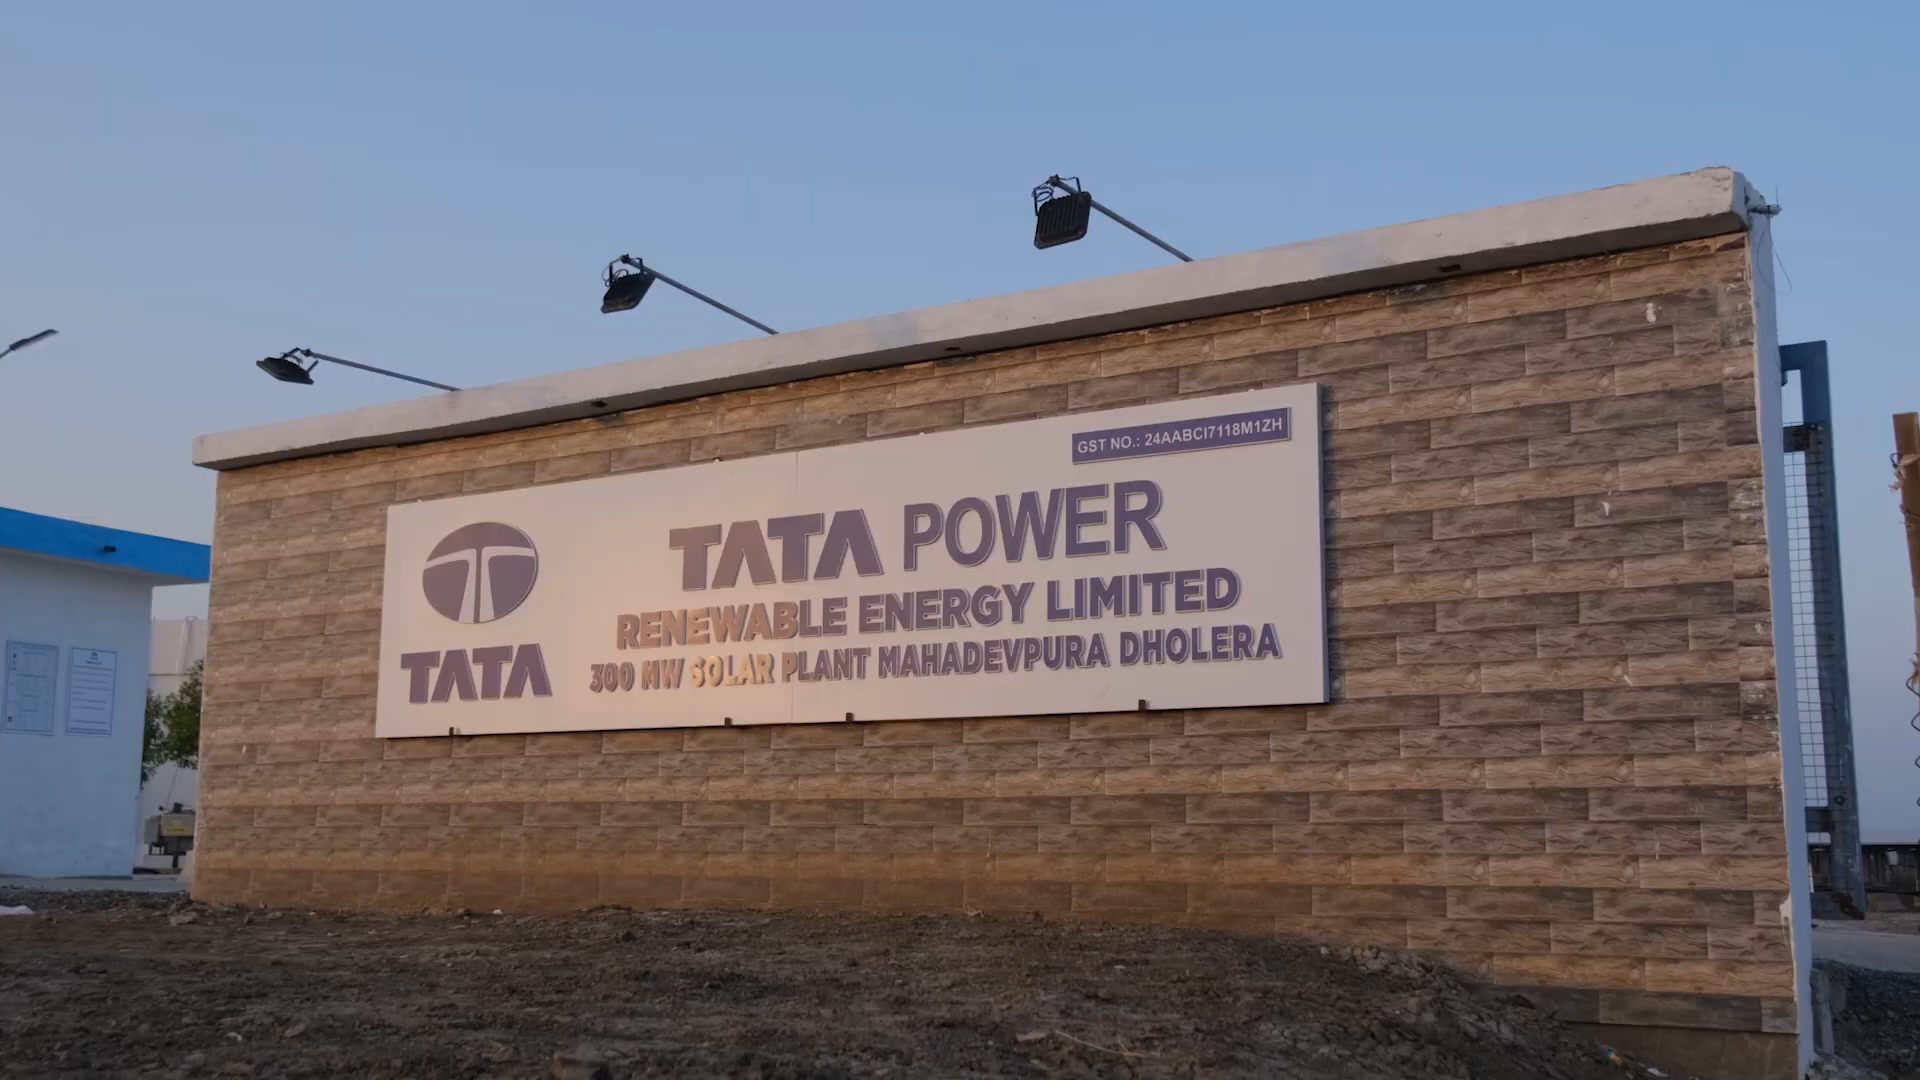 GST NO.: 24AABCI7118M1ZH
TATA
TATA POWER
RENEWABLE ENERGY LIMITED
300 MW SOLAR PLANT MAHADEVPURA DHOLERA